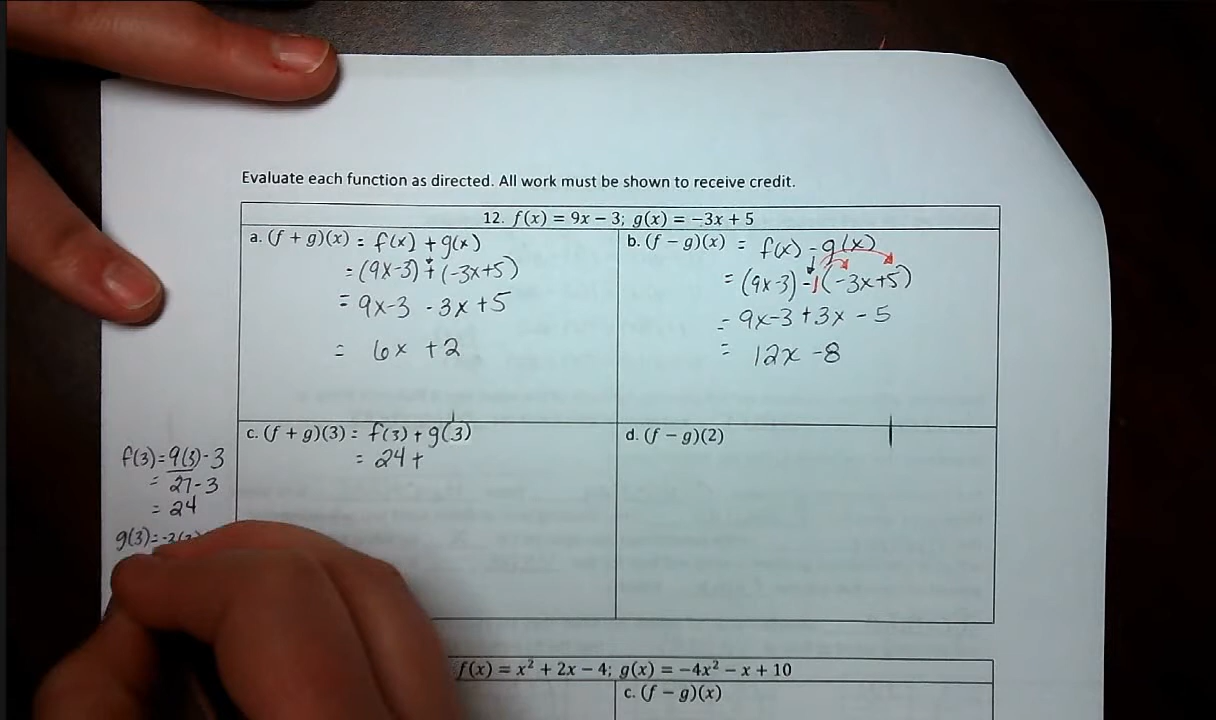 Evaluate each function as directed. All work must be shown to receive credit.
12. f(x) = 9x − 3; g(x) = −3x + 5
a. (f + g)(x) = f(x) + g(x)
= (9x-3) + (-3x+5)
= 9x-3 -3x+5
= 6x +2
b. (f − g)(x) = f(x) - g(x)
= (9x-3) -1(-3x+5)
= 9x-3+3x-5
= 12x -8
c. (f + g)(3) = f(3) + g(3)
= 24+
d. (f − g)(2)
f(3)=9(3)-3
= 27-3
= 24
g(3)=
f(x) = x² + 2x − 4; g(x) = −4x² − x + 10
c. (f − g)(x)